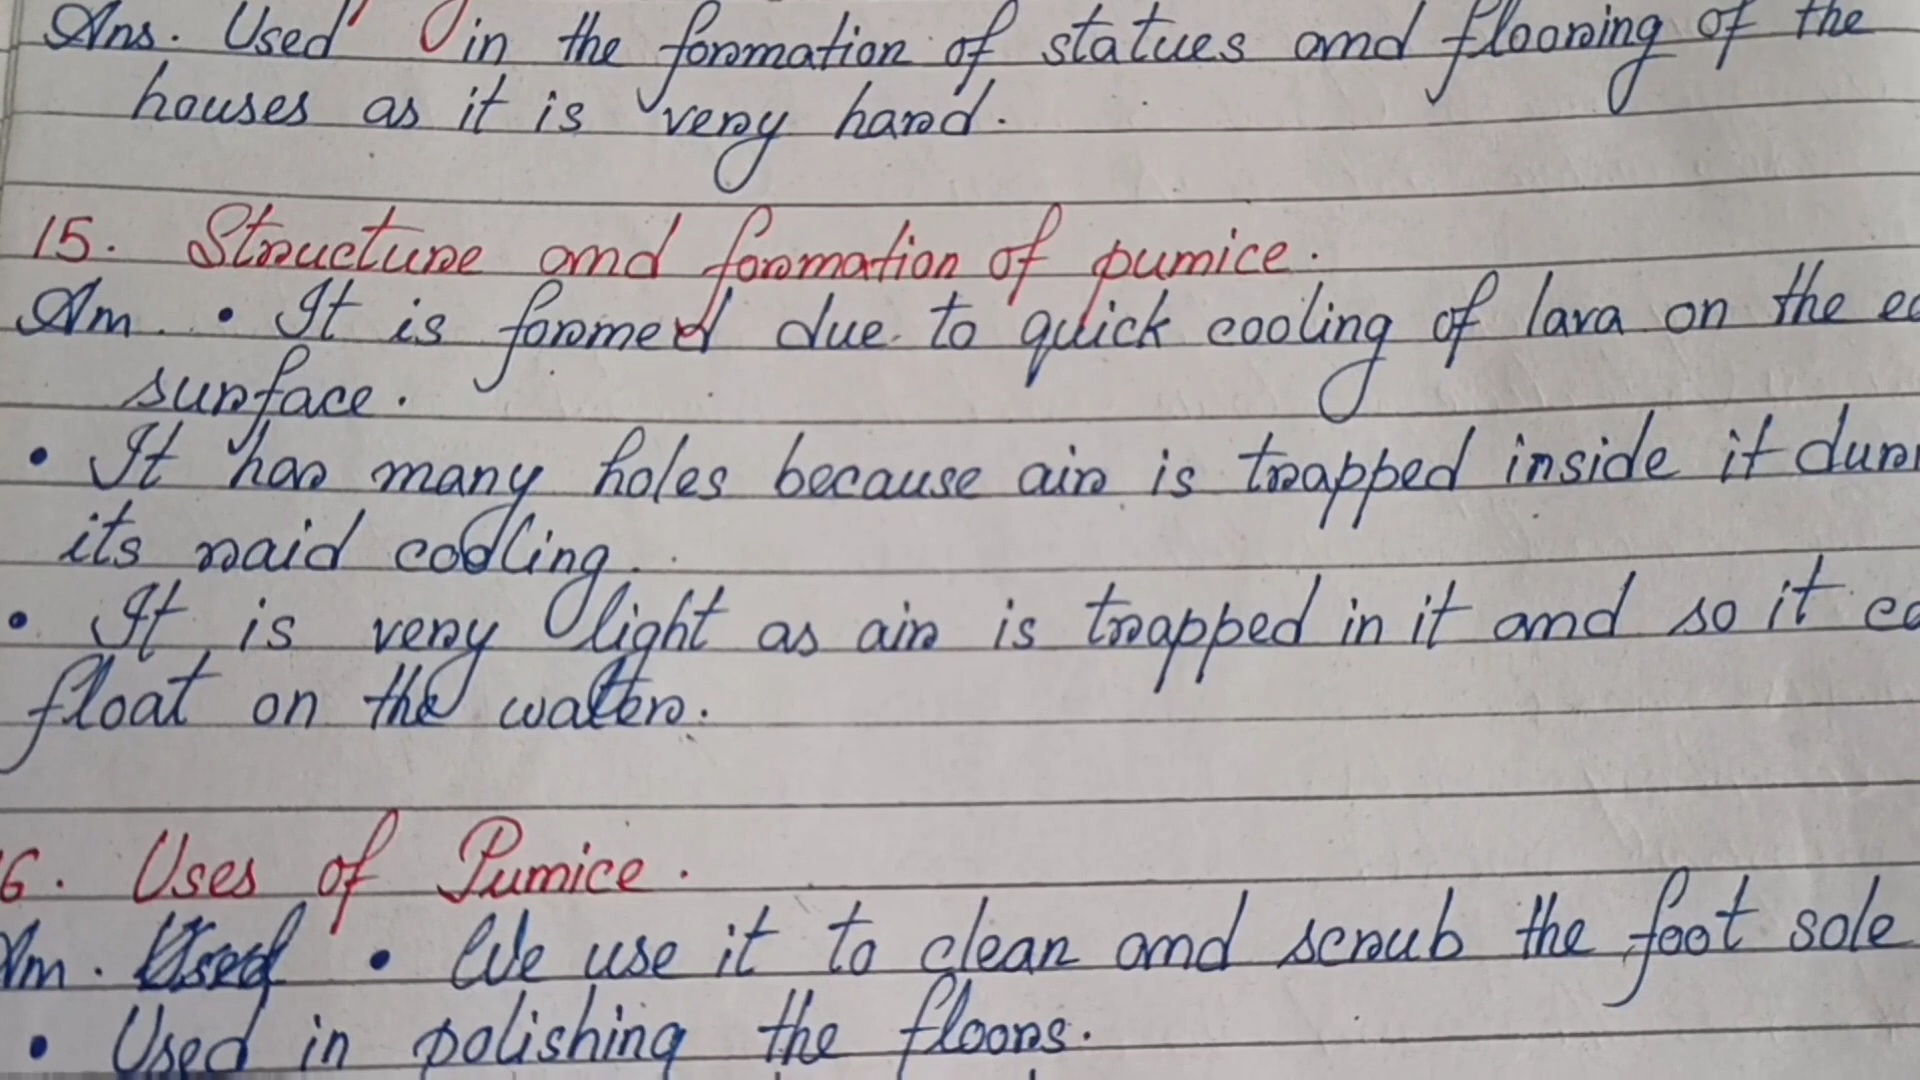 Ans. Used in the formation of statues and flooring of the
houses as it is very hard.
15. Structure and formation of pumice.
An. • It is formed due to quick cooling of lava on the
surface.
• It has many holes because air is trapped inside it
its raid cooling.
• It is very light as air is trapped in it and so it
float on the water.
6. Uses of Pumice.
• We use it to clean and scrub the foot sole
• Used in polishing the floors.